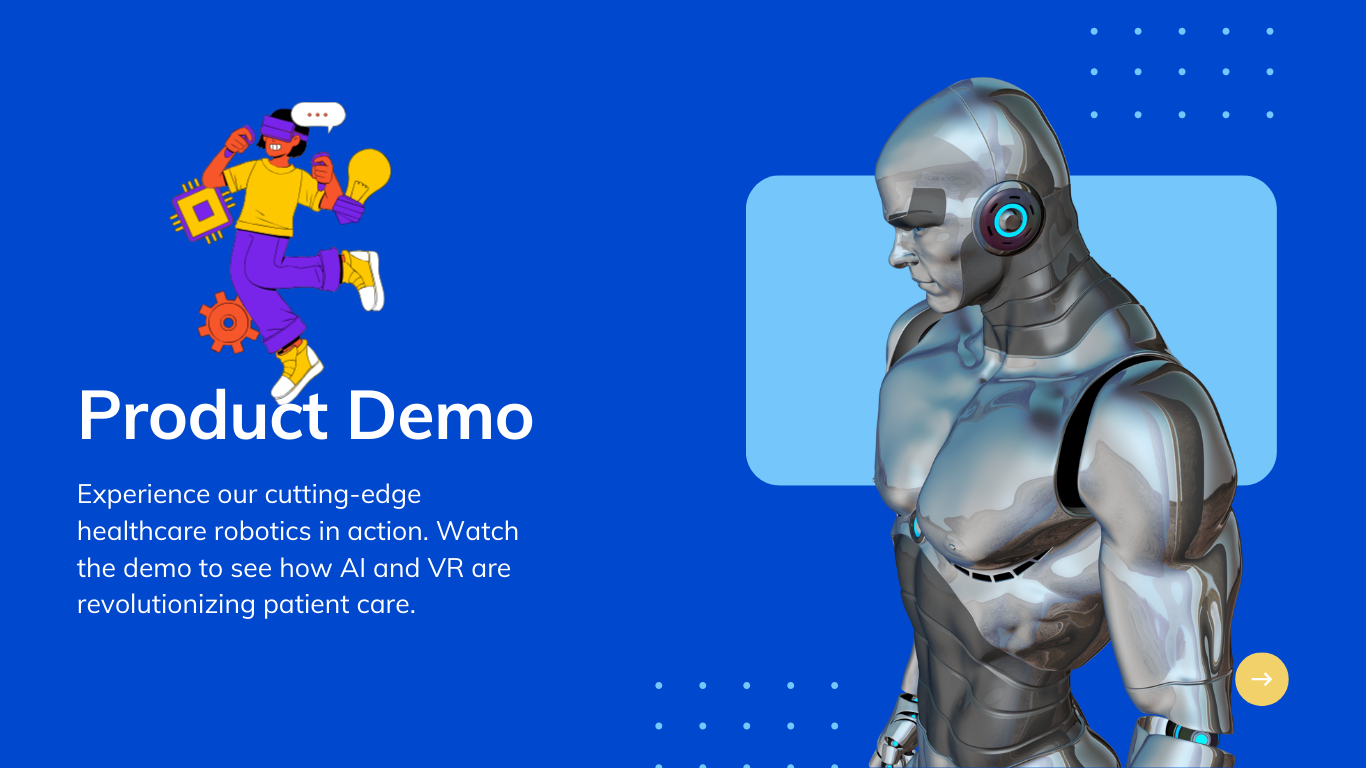 Product Demo
Experience our cutting-edge
healthcare robotics in action. Watch
the demo to see how AI and VR are
revolutionizing patient care.